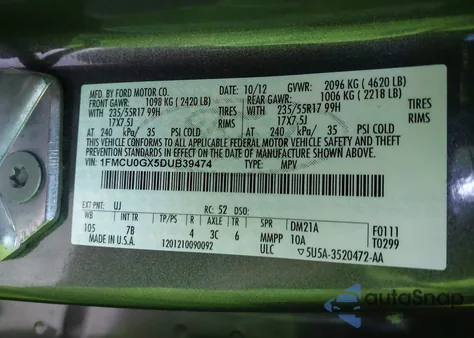 MFD. BY FORD MOTOR CO.
10/12 GVWR: 2096 KG (4620 LB)
FRONT GAWR: 1098 KG (2420 LB) REAR GAWR: 1006 KG (2218 LB)
WITH 235/55R17 99H TIRES WITH 235/55R17 99H TIRES
17X7.5J RIMS 17X7.5J RIMS
AT 240 kPa/ 35 PSI COLD AT 240 kPa/ 35 PSI COLD
THIS VEHICLE CONFORMS TO ALL APPLICABLE FEDERAL MOTOR VEHICLE SAFETY
AND THEFT PREVENTION STANDARDS IN EFFECT ON THE DATE OF MANUFACTURE SHOWN ABOVE.
VIN: 1FMCU0GX5DUB39474
TYPE: MPV
EXT PNT: UJ RC: 52 DSO:
WB INT TR TP/PS R AXLE TR SPR DM21A F0111
105 7B 4 3C 6 MMPP 10A T0299
MADE IN U.S.A. 1201210090092 ULC 5U5A-3520472-AA
autoSnap